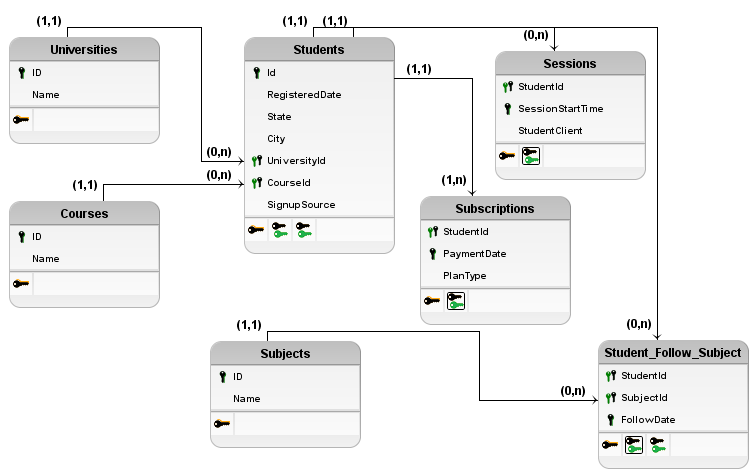 (1,1)
(1,1)
(1,1)
Universities
ID
Name
Students
Id
RegisteredDate
State
City
UniversityId
CourseId
SignupSource
(0,n)
Sessions
StudentId
SessionStartTime
StudentClient
(1,1)
(0,n)
(0,n)
(1,1)
Courses
ID
Name
(1,n)
Subscriptions
StudentId
PaymentDate
PlanType
(1,1)
Subjects
ID
Name
(0,n)
(0,n)
Student_Follow_Subject
StudentId
SubjectId
FollowDate